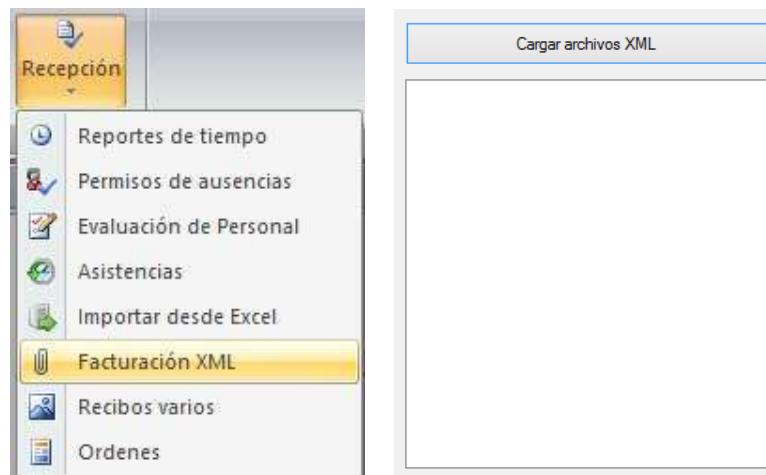 Recepción
Reportes de tiempo
Permisos de ausencias
Evaluación de Personal
Asistencias
Importar desde Excel
Facturación XML
Recibos varios
Ordenes
Cargar archivos XML